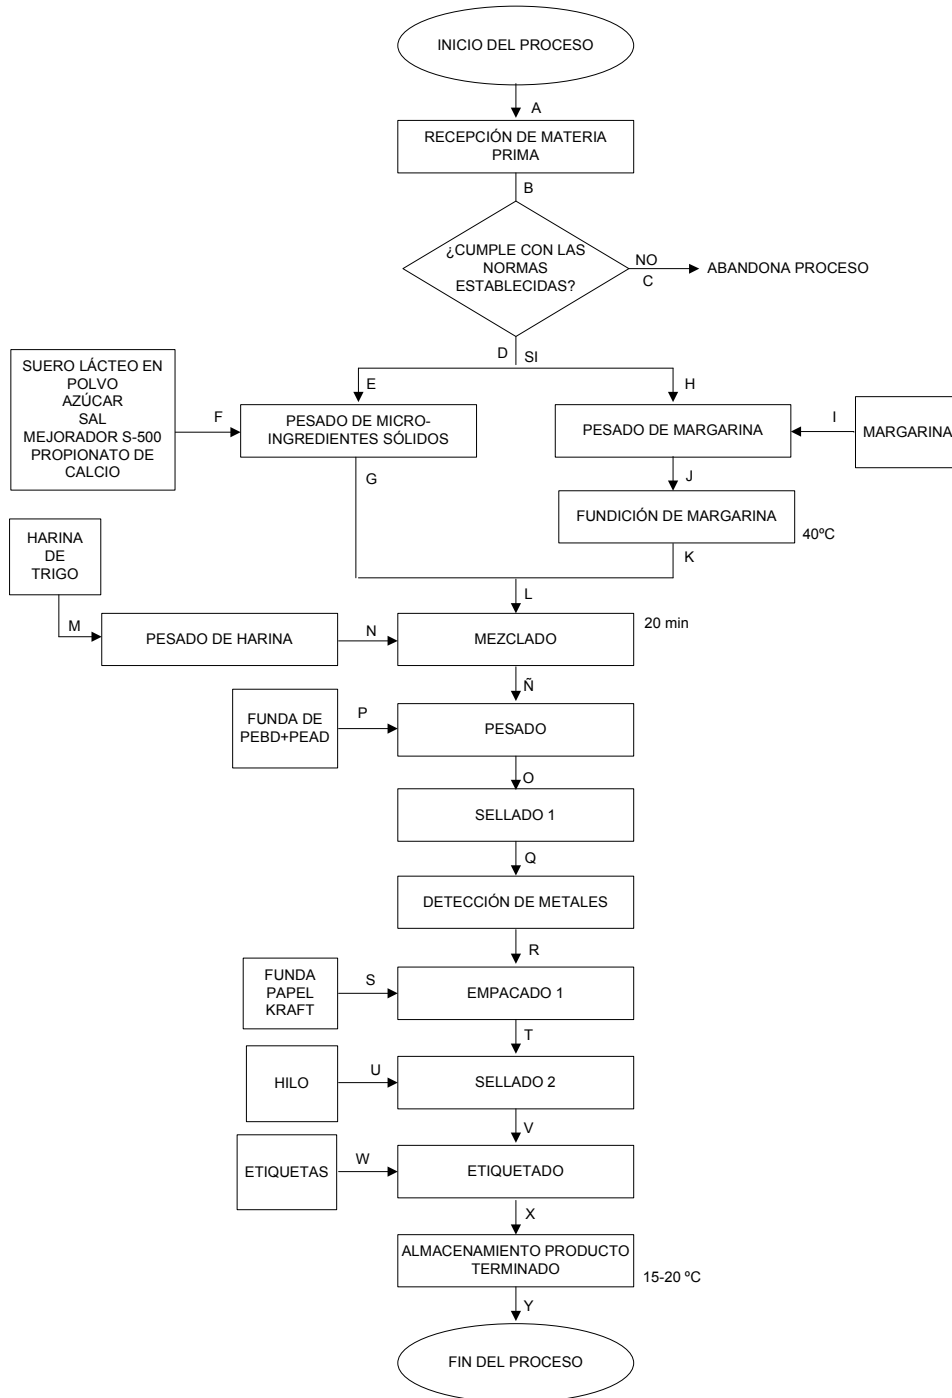 INICIO DEL PROCESO
A
RECEPCIÓN DE MATERIA
PRIMA
B
¿CUMPLE CON LAS
NORMAS
ESTABLECIDAS?
NO
C
ABANDONA PROCESO
D
SI
SUERO LÁCTEO EN
POLVO
AZÚCAR
SAL
MEJORADOR S-500
PROPIONATO DE
CALCIO
E
H
F
PESADO DE MICRO-
INGREDIENTES SÓLIDOS
PESADO DE MARGARINA
I
MARGARINA
G
J
FUNDICIÓN DE MARGARINA
40ºC
K
HARINA
DE
TRIGO
L
M
PESADO DE HARINA
N
MEZCLADO
20 min
Ñ
FUNDA DE
PEBD+PEAD
P
PESADO
O
SELLADO 1
Q
DETECCIÓN DE METALES
R
FUNDA
PAPEL
KRAFT
S
EMPACADO 1
T
HILO
U
SELLADO 2
V
ETIQUETAS
W
ETIQUETADO
X
ALMACENAMIENTO PRODUCTO
TERMINADO
15-20 ºC
Y
FIN DEL PROCESO